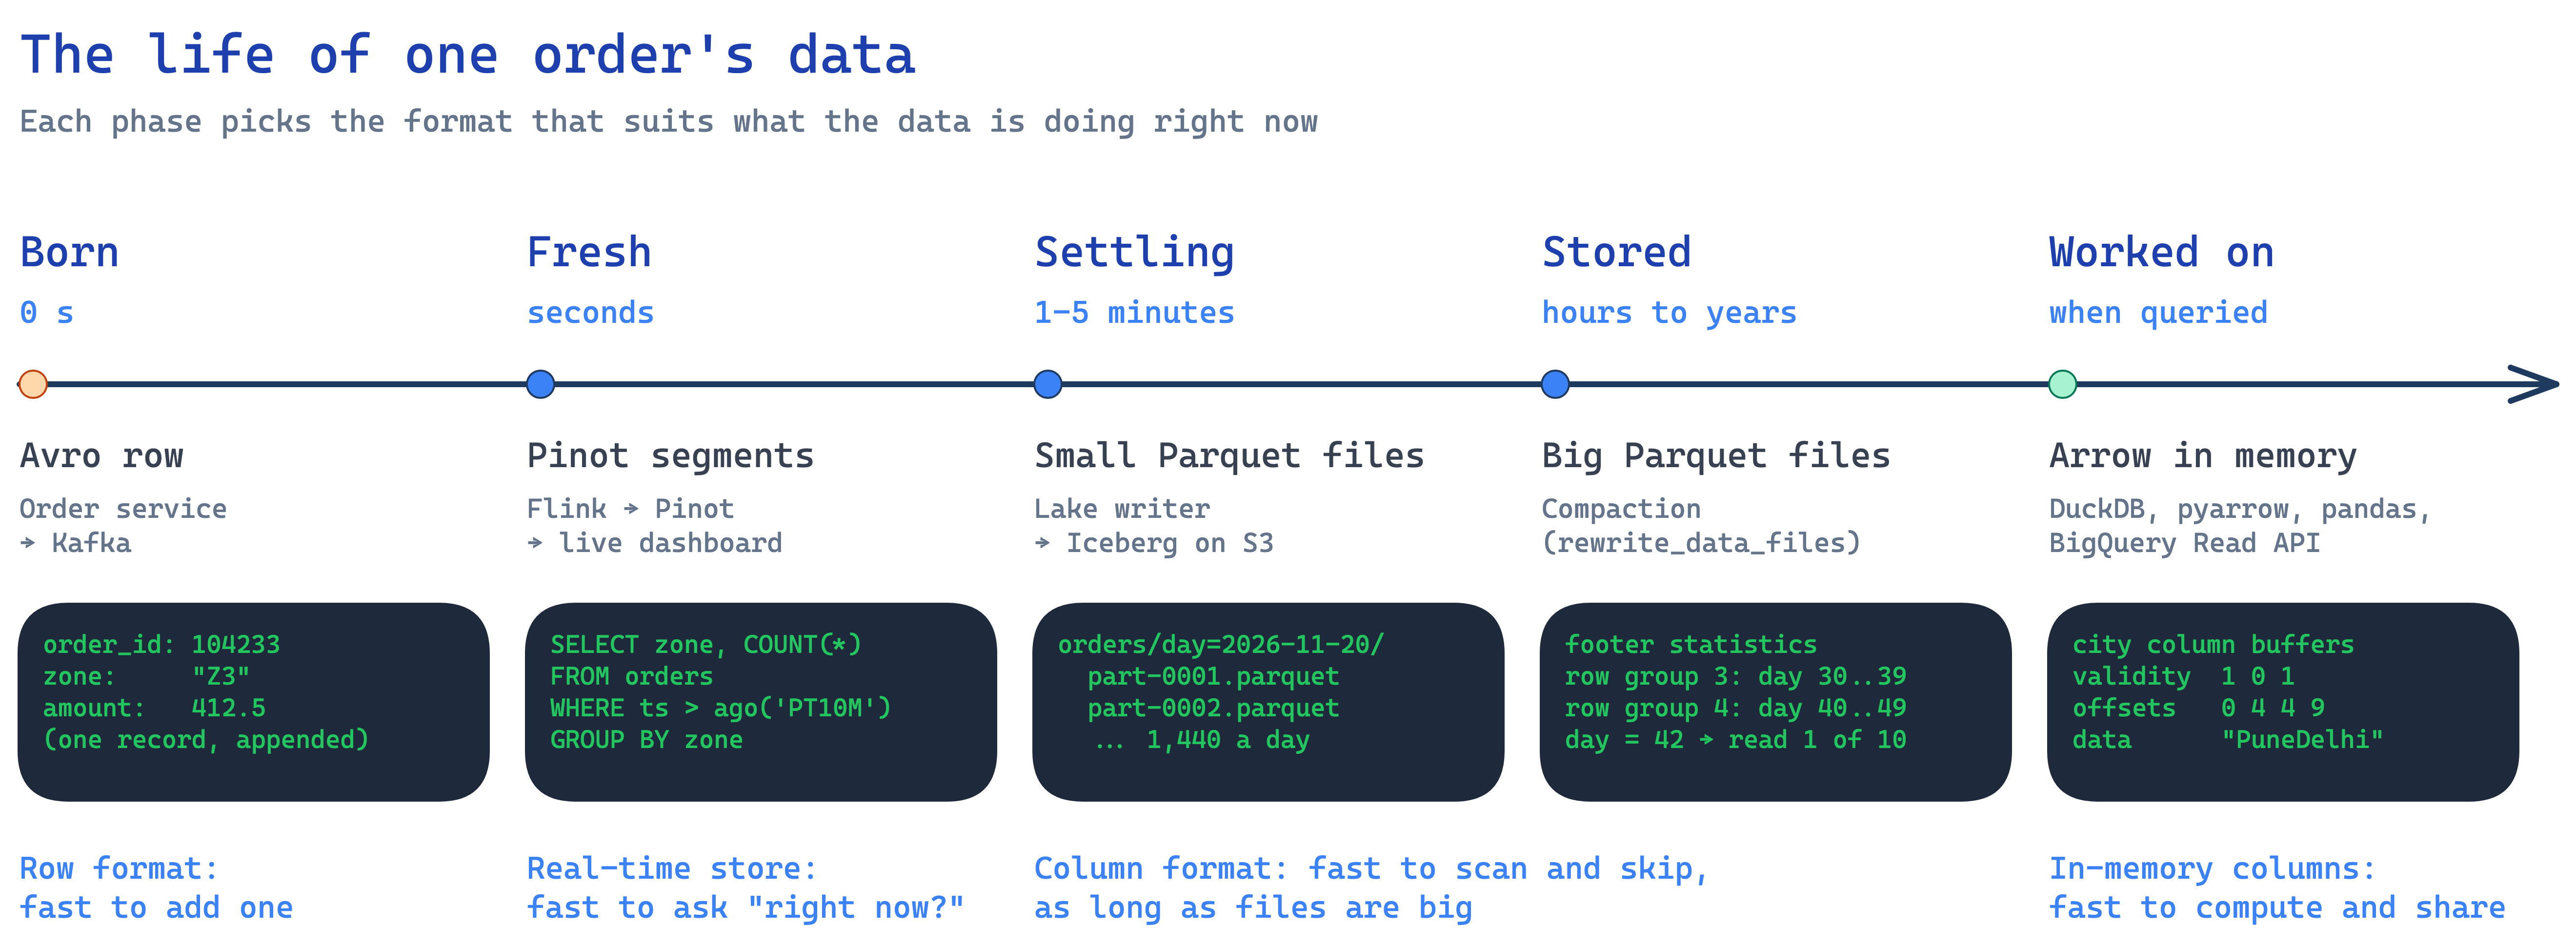 The life of one order's data
Each phase picks the format that suits what the data is doing right now
Born
0 s
Fresh
seconds
Settling
1–5 minutes
Stored
hours to years
Worked on
when queried
Avro row
Order service
→ Kafka
Pinot segments
Flink → Pinot
→ live dashboard
Small Parquet files
Lake writer
→ Iceberg on S3
Big Parquet files
Compaction
(rewrite_data_files)
Arrow in memory
DuckDB, pyarrow, pandas,
BigQuery Read API
order_id: 104233
zone:     "Z3"
amount:   412.5
(one record, appended)
SELECT zone, COUNT(*)
FROM orders
WHERE ts > ago('PT10M')
GROUP BY zone
orders/day=2026-11-20/
  part-0001.parquet
  part-0002.parquet
  ... 1,440 a day
footer statistics
row group 3: day 30..39
row group 4: day 40..49
day = 42 → read 1 of 10
city column buffers
validity  1 0 1
offsets   0 4 4 9
data      "PuneDelhi"
Row format:
fast to add one
Real-time store:
fast to ask "right now?"
Column format: fast to scan and skip,
as long as files are big
In-memory columns:
fast to compute and share